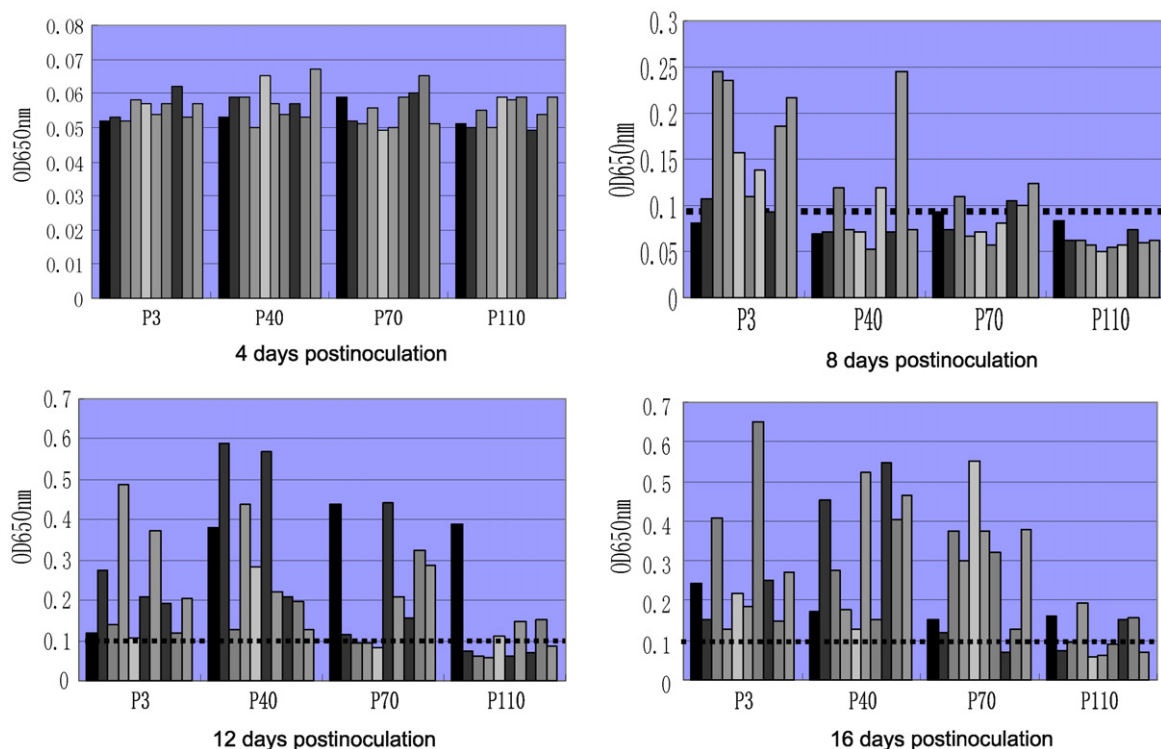 OD650nm
0.08
0.07
0.06
0.05
0.04
0.03
0.02
0.01
0
P3 P40 P70 P110
4 days postinoculation
OD650nm
0.3
0.25
0.2
0.15
0.1
0.05
0
P3 P40 P70 P110
8 days postinoculation
OD650nm
0.7
0.6
0.5
0.4
0.3
0.2
0.1
0
P3 P40 P70 P110
12 days postinoculation
OD650nm
0.7
0.6
0.5
0.4
0.3
0.2
0.1
0
P3 P40 P70 P110
16 days postinoculation